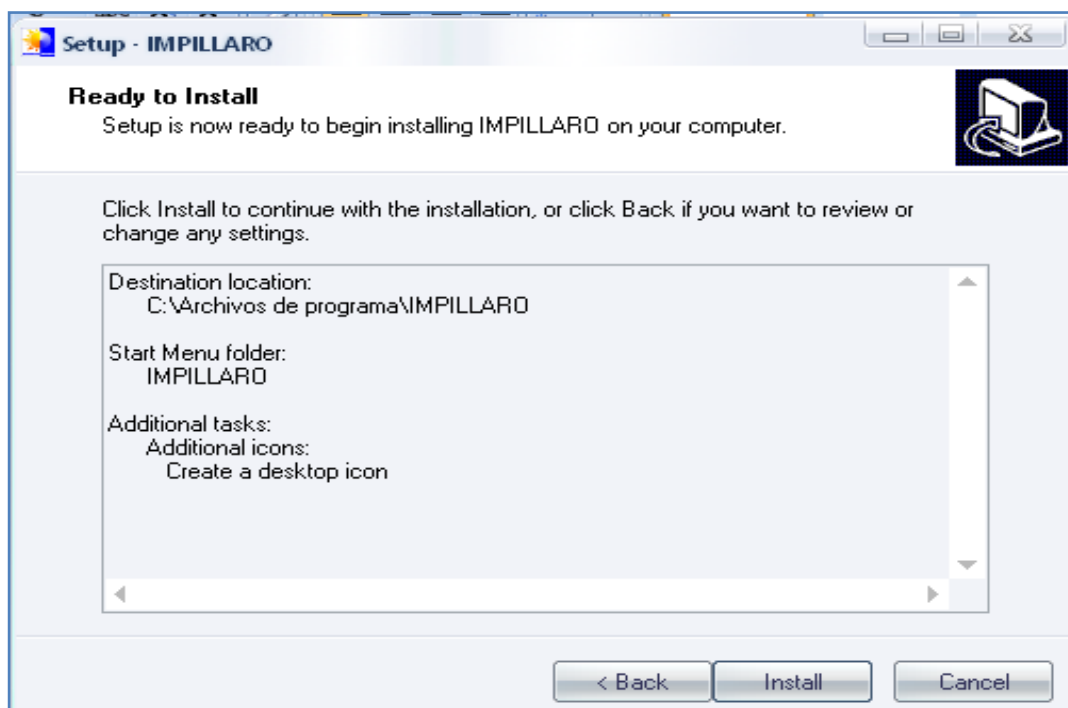 Setup - IMPILLARO
Ready to Install
Setup is now ready to begin installing IMPILLARO on your computer.
Click Install to continue with the installation, or click Back if you want to review or
change any settings.
Destination location:
C:\Archivos de programa\IMPILLARO
Start Menu folder:
IMPILLARO
Additional tasks:
Additional icons:
Create a desktop icon
< Back
Install
Cancel